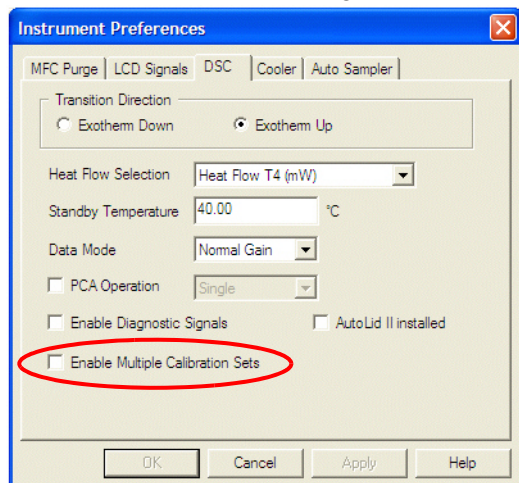 Instrument Preferences
MFC Purge LCD Signals DSC Cooler Auto Sampler
Transition Direction
Exotherm Down Exotherm Up
Heat Flow Selection Heat Flow T4 (mW)
Standby Temperature 40.00 °C
Data Mode Normal Gain
PCA Operation Single
Enable Diagnostic Signals AutoLid II installed
Enable Multiple Calibration Sets
OK Cancel Apply Help